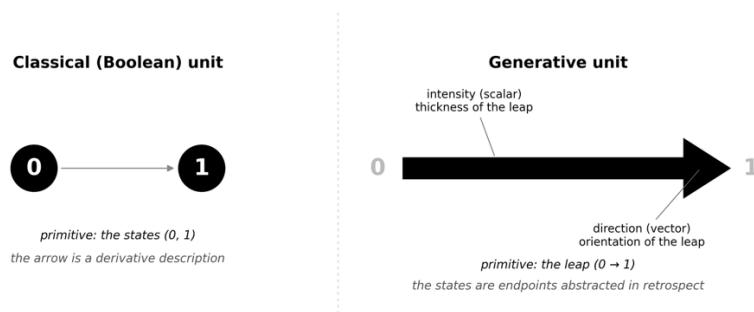 Classical (Boolean) unit
0
1
primitive: the states (0, 1)
the arrow is a derivative description
Generative unit
intensity (scalar)
thickness of the leap
0
1
direction (vector)
orientation of the leap
primitive: the leap (0 → 1)
the states are endpoints abstracted in retrospect